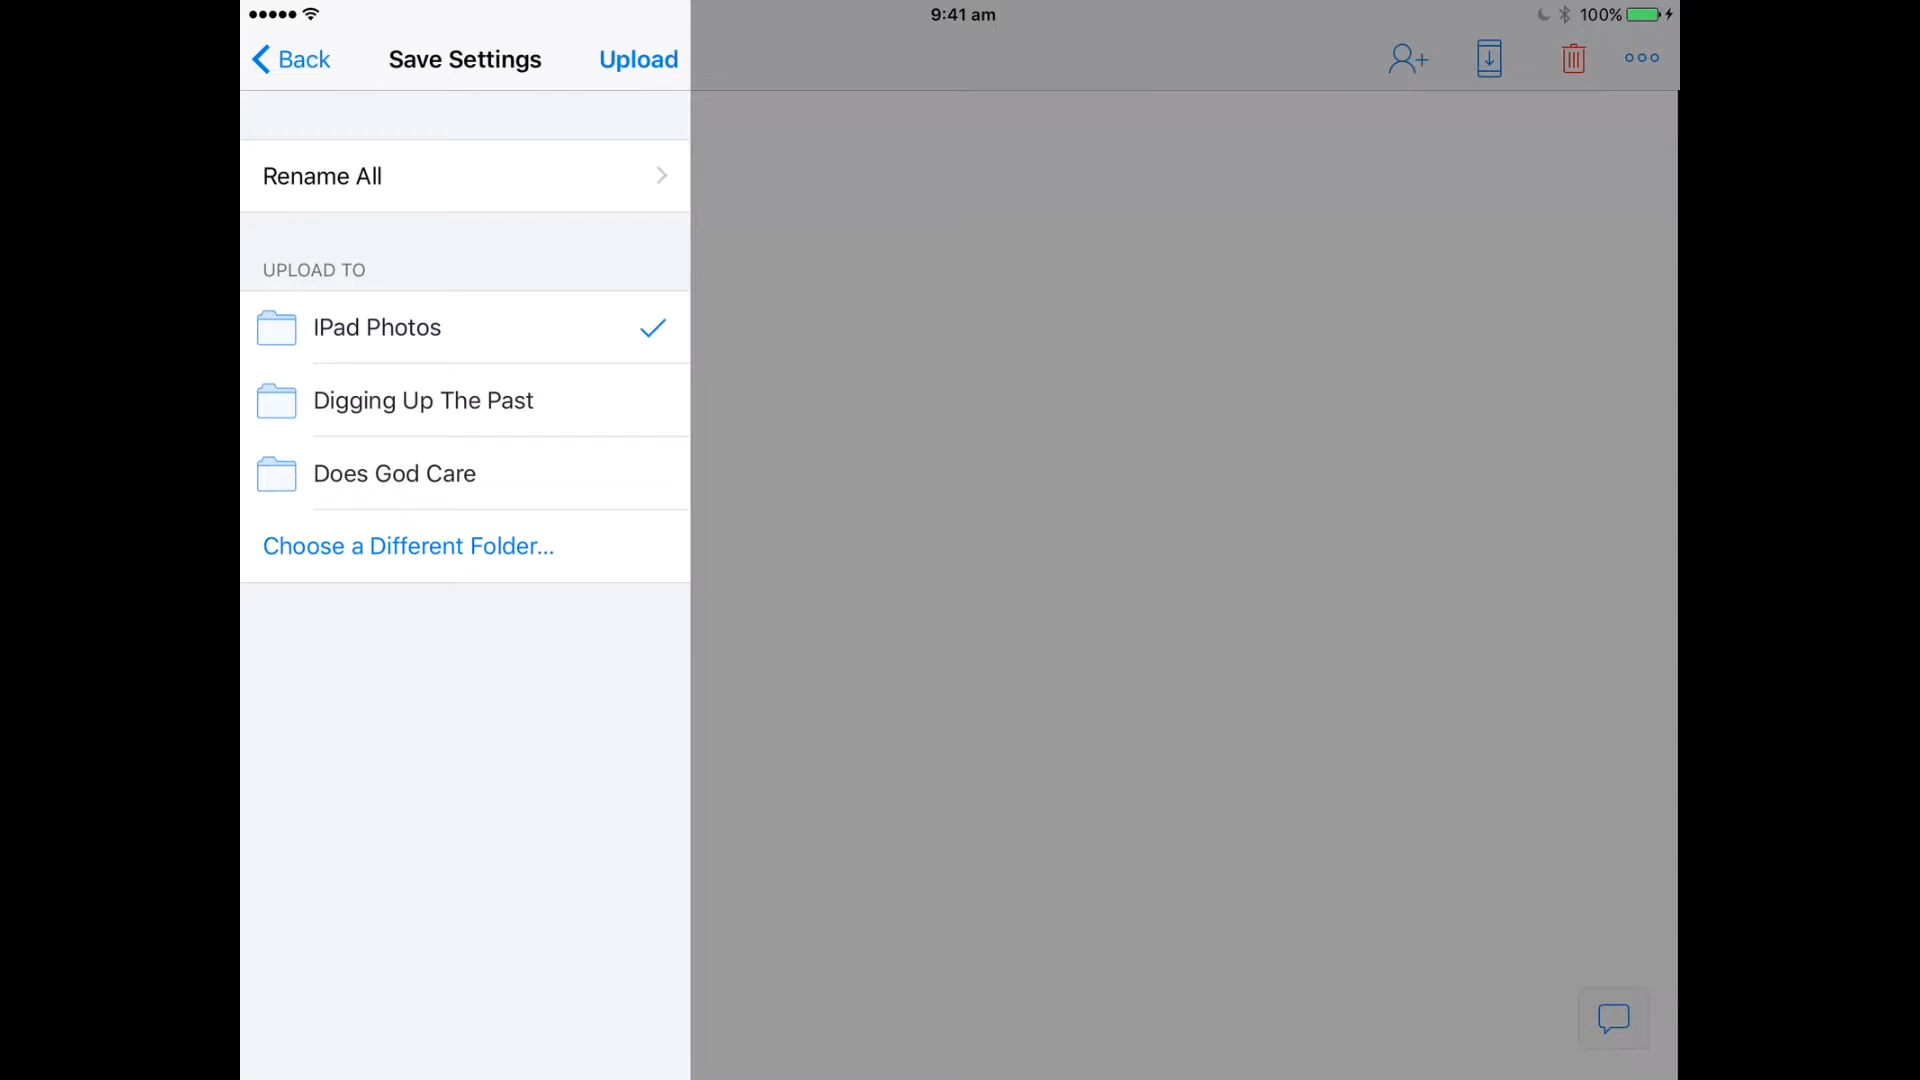 9:41 am
100%
Back
Save Settings
Upload
Rename All
UPLOAD TO
IPad Photos
Digging Up The Past
Does God Care
Choose a Different Folder...